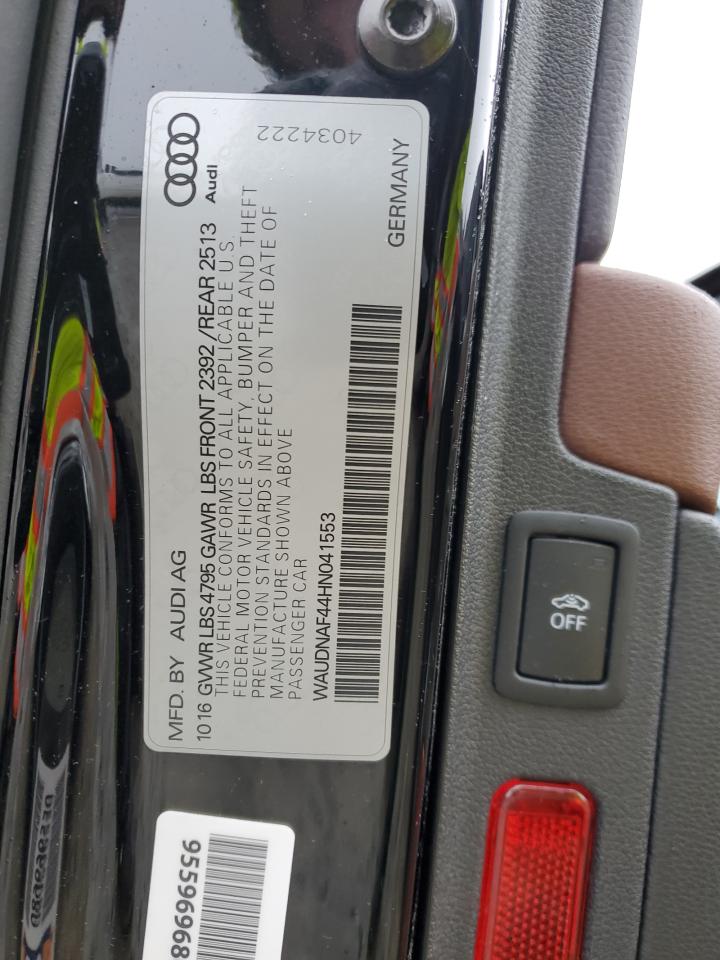 MFD. BY AUDI AG
Audi
10 16 GVWR LBS 4795 GAWR LBS FRONT 2392 /REAR 2513
THIS VEHICLE CONFORMS TO ALL APPLICABLE U.S.
FEDERAL MOTOR VEHICLE SAFETY, BUMPER AND THEFT
PREVENTION STANDARDS IN EFFECT ON THE DATE OF
MANUFACTURE SHOWN ABOVE
PASSENGER CAR
WAUDNAF44HN041553
4034222
GERMANY
OFF